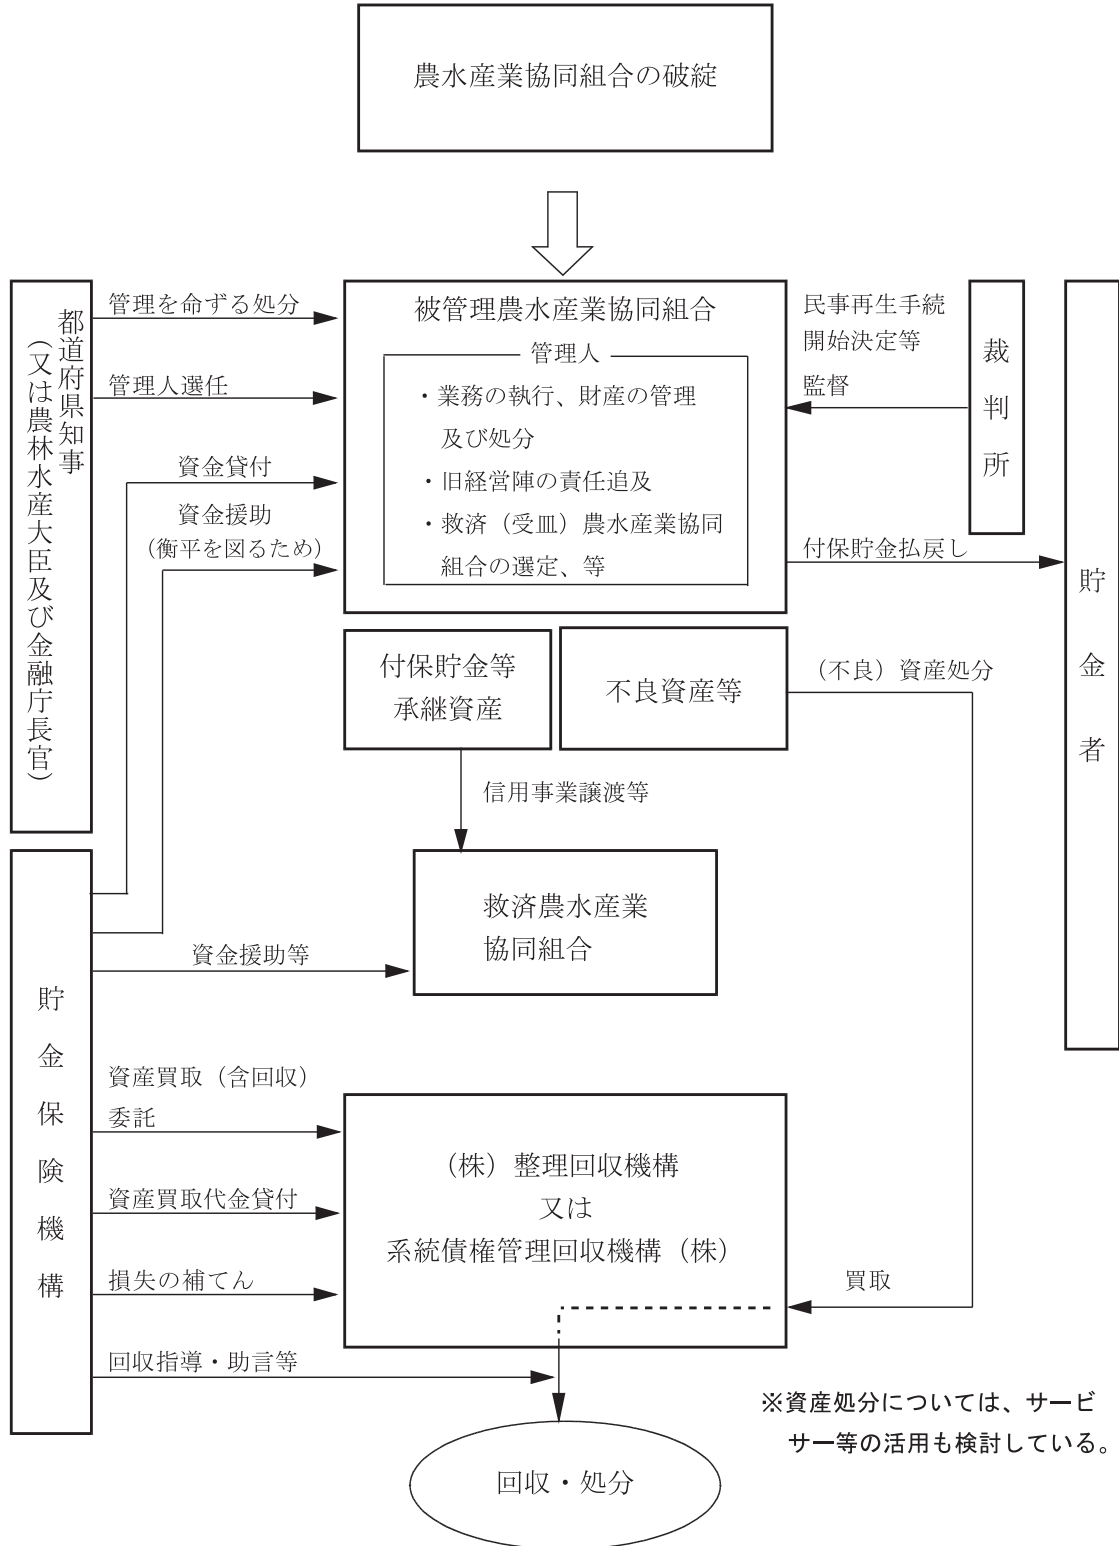 農水産業協同組合の破綻
都道府県知事
（又は農林水産大臣及び金融庁長官）
管理を命ずる処分
管理人選任
資金貸付
資金援助
（衡平を図るため）
被管理農水産業協同組合
管理人
・業務の執行、財産の管理
及び処分
・旧経営陣の責任追及
・救済（受皿）農水産業協同
組合の選定、等
民事再生手続
開始決定等
監督
裁判所
付保貯金払戻し
貯金者
付保貯金等
承継資産
不良資産等
（不良）資産処分
信用事業譲渡等
救済農水産業
協同組合
資金援助等
貯金保険機構
資産買取（含回収）
委託
資産買取代金貸付
損失の補てん
回収指導・助言等
（株）整理回収機構
又は
系統債権管理回収機構（株）
買取
※資産処分については、サービ
サー等の活用も検討している。
回収・処分